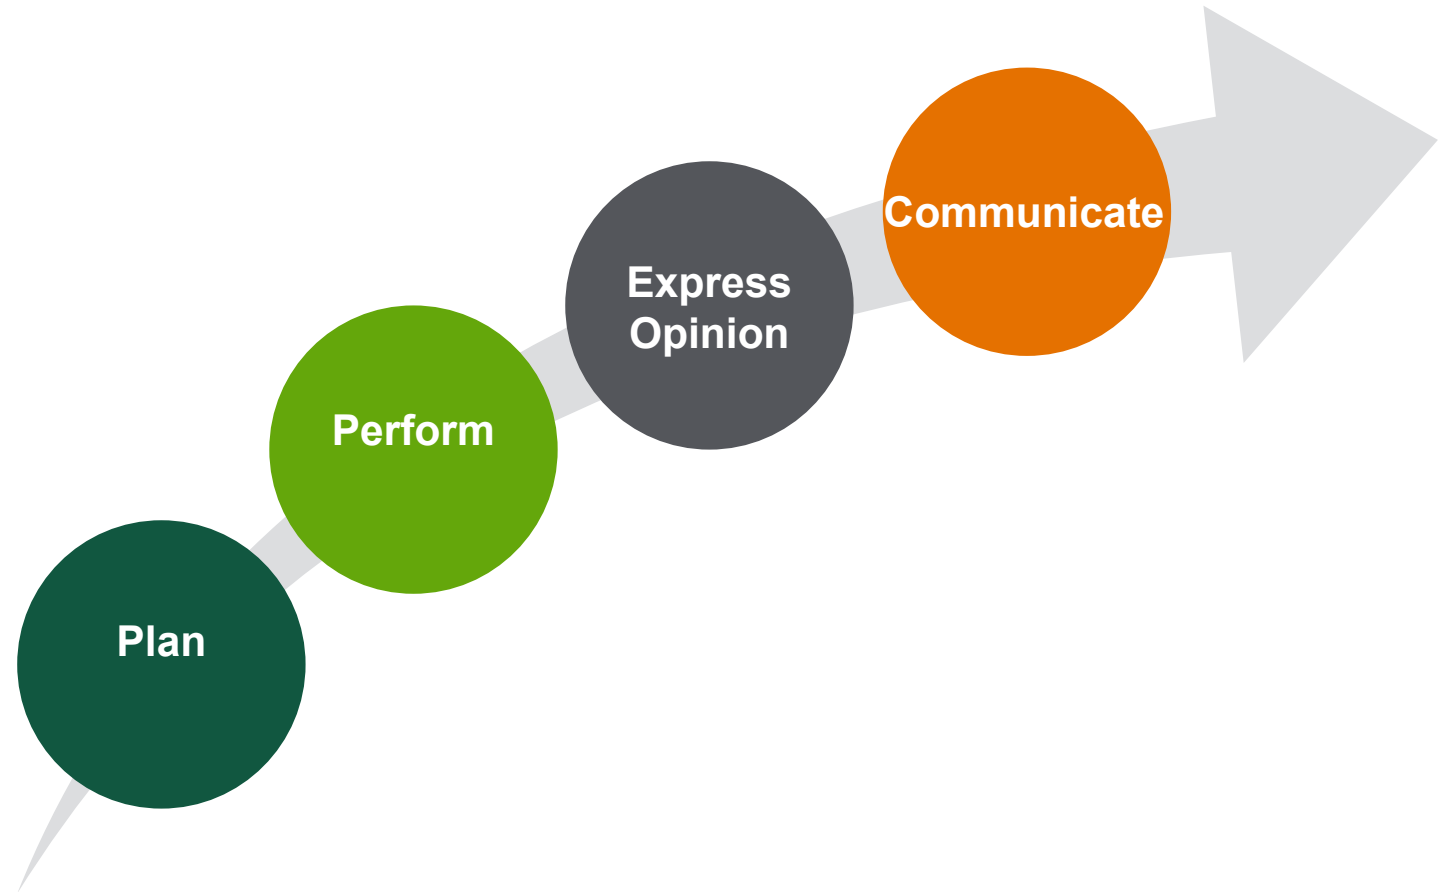 Plan
Perform
Express
Opinion
Communicate